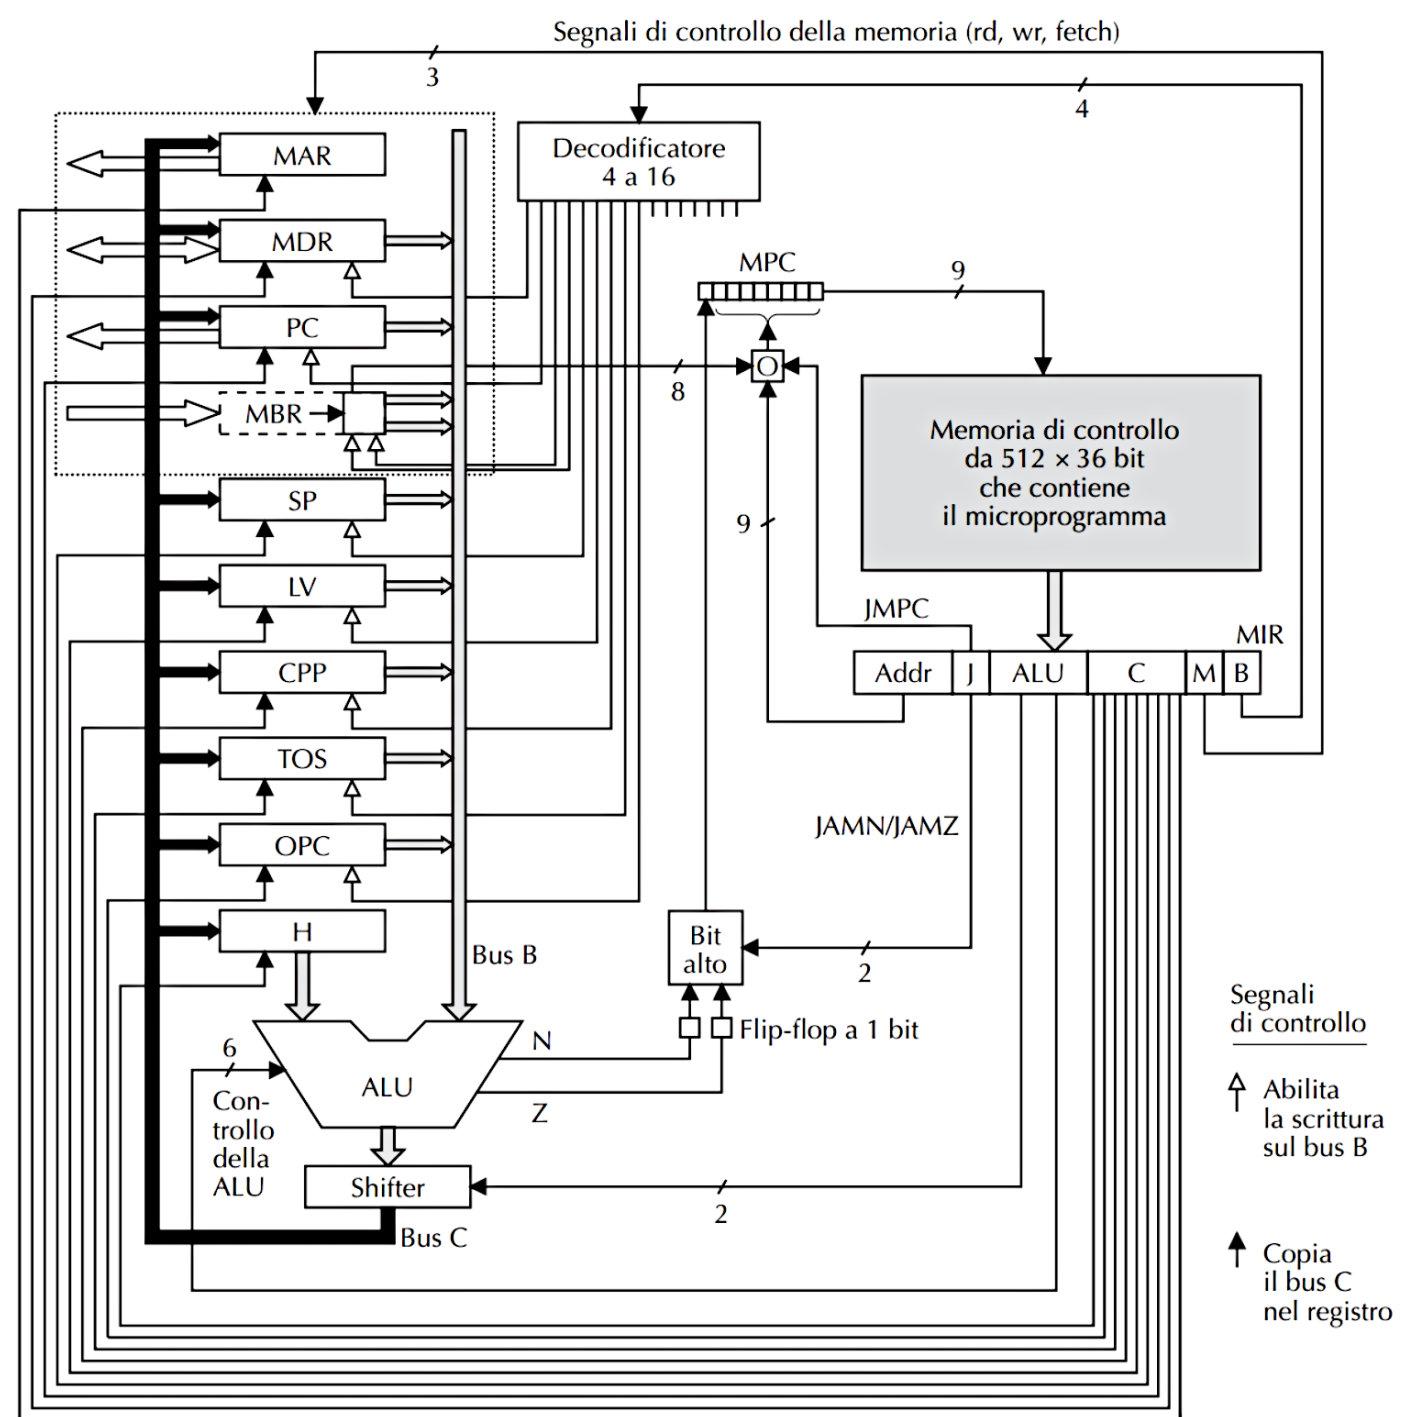 Segnali di controllo della memoria (rd, wr, fetch)
3
4
MAR
Decodificatore
4 a 16
MDR
MPC
9
PC
O
8
MBR
Memoria di controllo
da 512 × 36 bit
che contiene
il microprogramma
SP
9
LV
JMPC
MIR
CPP
Addr
J
ALU
C
M
B
TOS
JAMN/JAMZ
OPC
H
Bus B
Bit
alto
2
Segnali
di controllo
Flip-flop a 1 bit
N
6
ALU
Z
Con-
trollo
della
ALU
Abilita
la scrittura
sul bus B
Shifter
2
Bus C
Copia
il bus C
nel registro